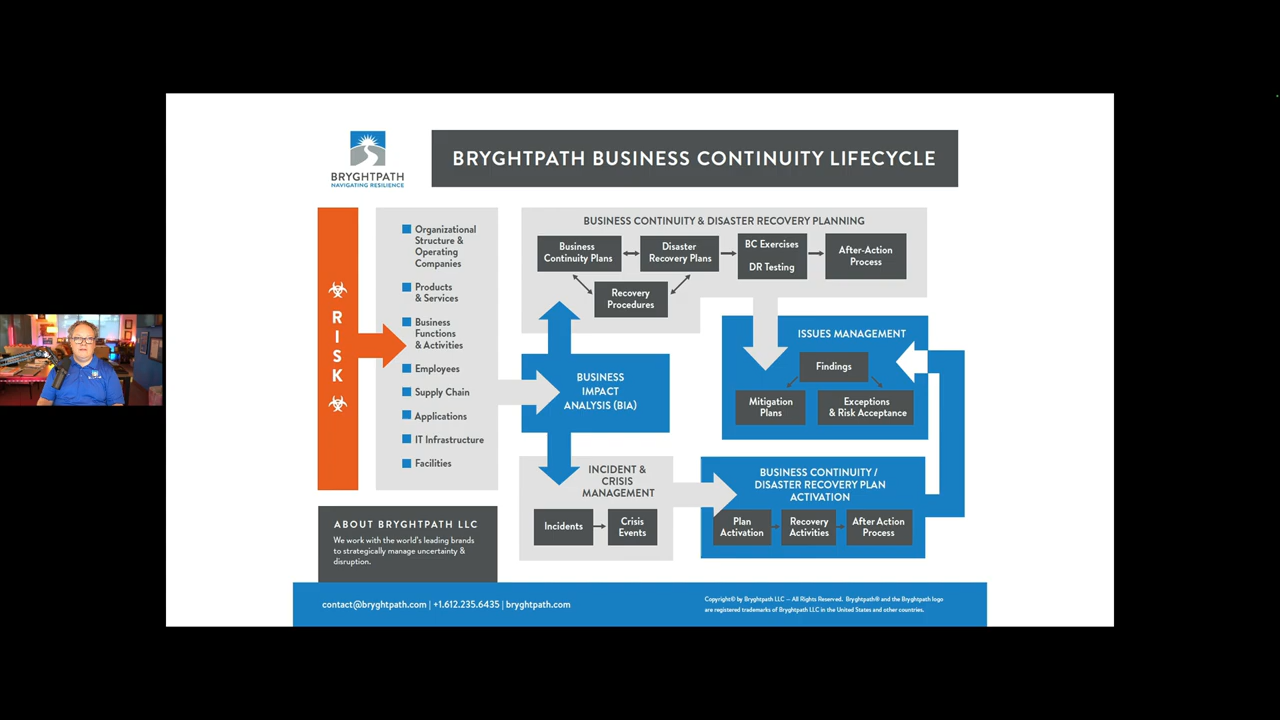 BRYGHTPATH
NAVIGATING RESILIENCE
BRYGHTPATH BUSINESS CONTINUITY LIFECYCLE
RISK
Organizational
Structure &
Operating
Companies
Products
& Services
Business
Functions
& Activities
Employees
Supply Chain
Applications
IT Infrastructure
Facilities
BUSINESS CONTINUITY & DISASTER RECOVERY PLANNING
Business
Continuity Plans
Disaster
Recovery Plans
BC Exercises
DR Testing
After-Action
Process
Recovery
Procedures
BUSINESS
IMPACT
ANALYSIS (BIA)
ISSUES MANAGEMENT
Findings
Mitigation
Plans
Exceptions
& Risk Acceptance
INCIDENT &
CRISIS
MANAGEMENT
Incidents
Crisis
Events
BUSINESS CONTINUITY /
DISASTER RECOVERY PLAN
ACTIVATION
Plan
Activation
Recovery
Activities
After Action
Process
ABOUT BRYGHTPATH LLC
We work with the world's leading brands
to strategically manage uncertainty &
disruption.
contact@bryghtpath.com | +1.612.235.6435 | bryghtpath.com
Copyright© by Bryghtpath LLC — All Rights Reserved. Bryghtpath® and the Bryghtpath logo
are registered trademarks of Bryghtpath LLC in the United States and other countries.